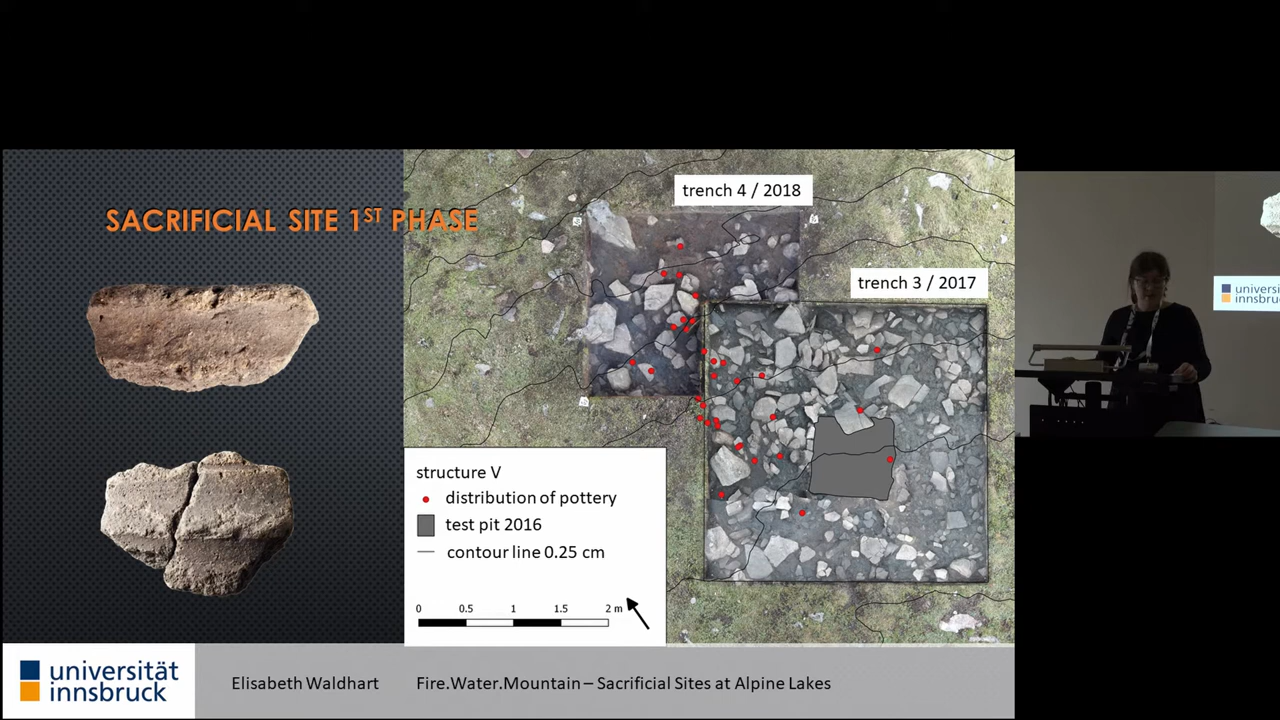 SACRIFICIAL SITE 1ST PHASE
trench 4 / 2018
trench 3 / 2017
structure V
distribution of pottery
test pit 2016
contour line 0.25 cm
0 0.5 1 1.5 2 m
universität
innsbruck
Elisabeth Waldhart
Fire.Water.Mountain – Sacrificial Sites at Alpine Lakes
universi
innsbru